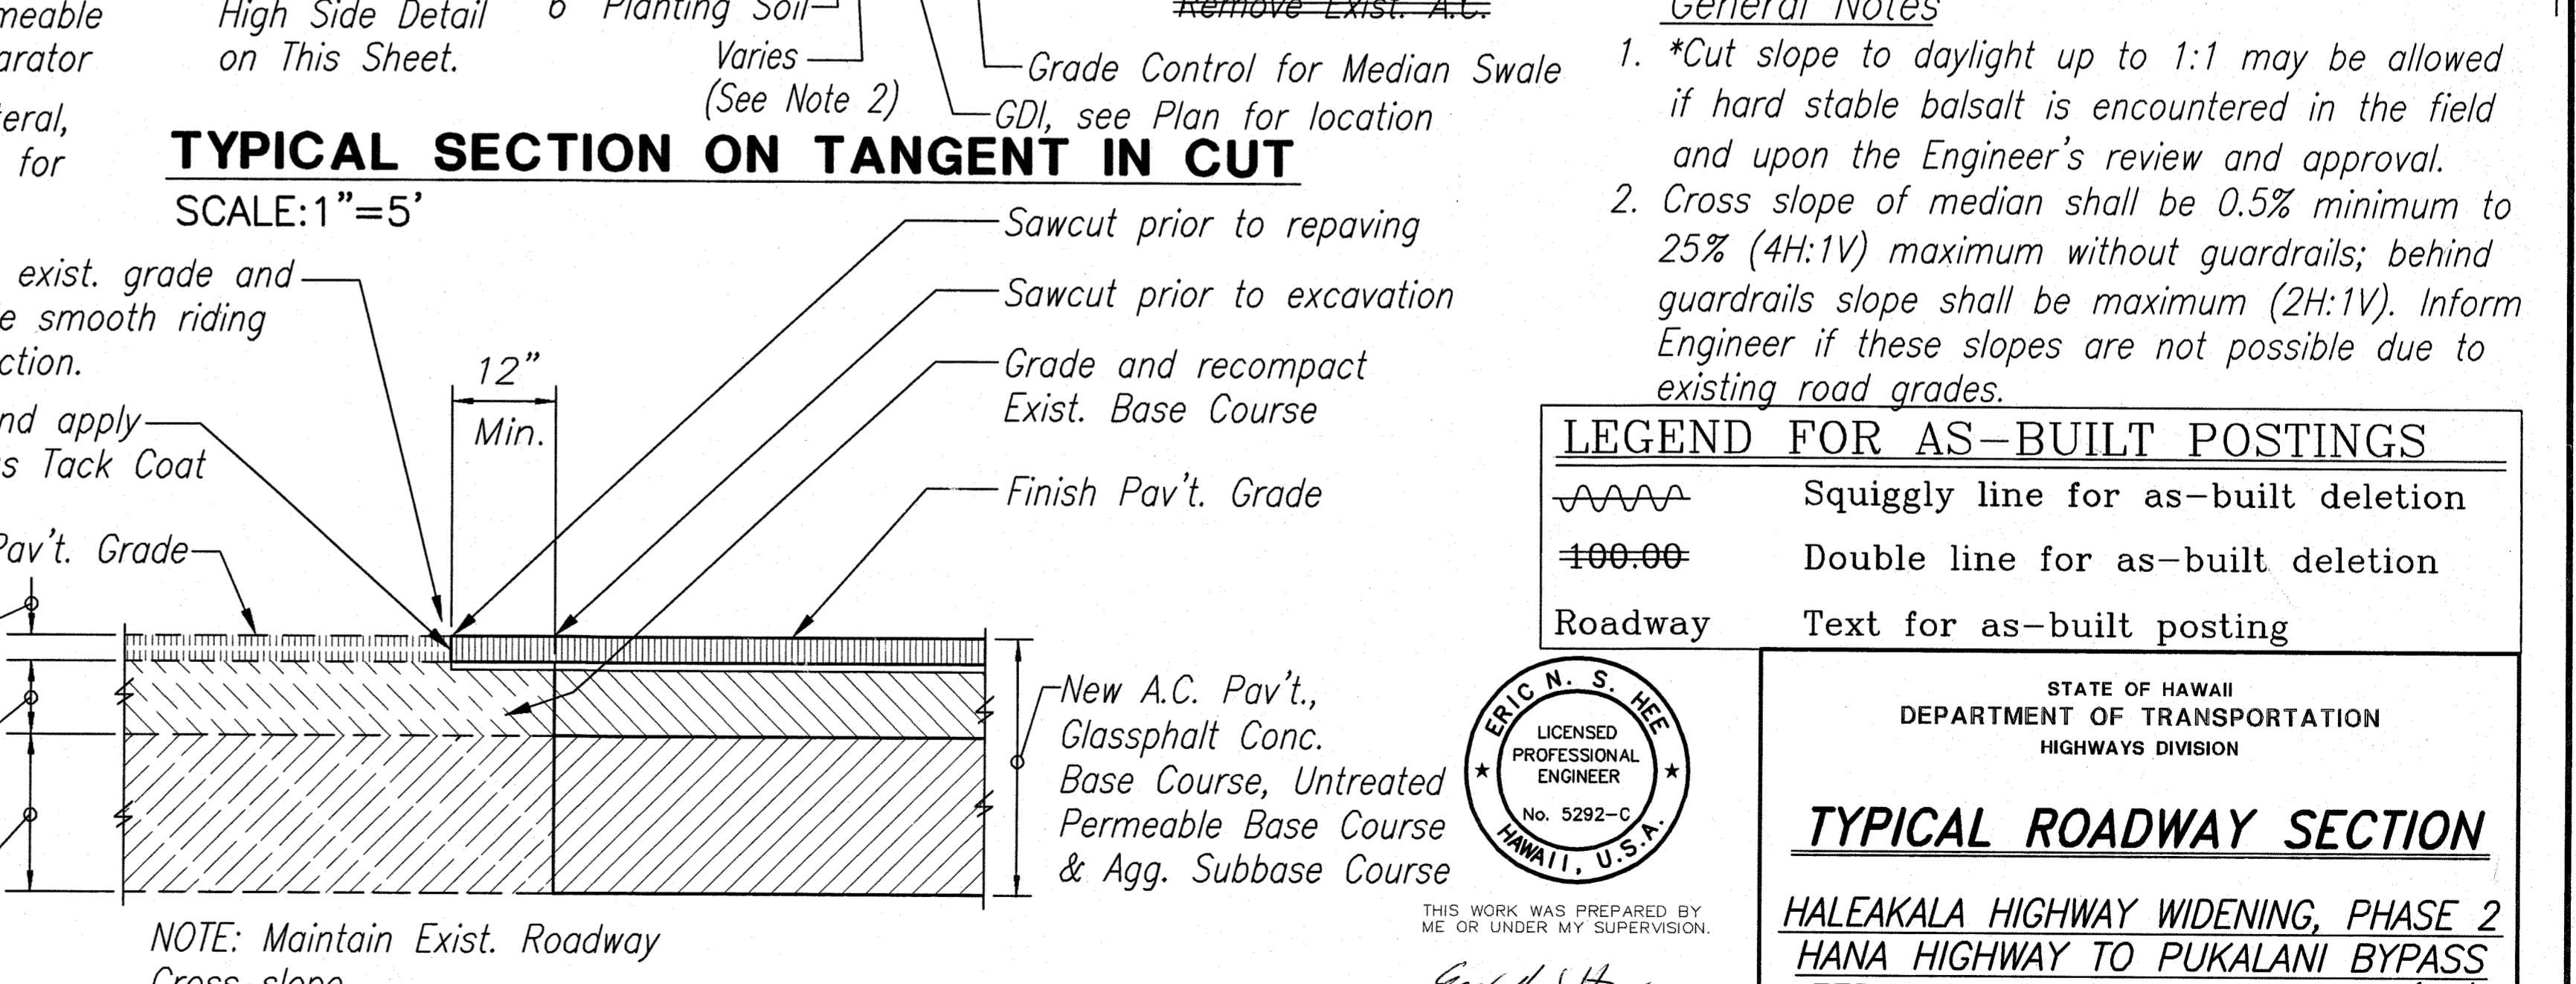 meable
arator
teral,
for
High Side Detail
on This Sheet.
6" Planting Soil
Varies
(See Note 2)
Remove Exist. A.C.
Grade Control for Median Swale
GDI, see Plan for location
TYPICAL SECTION ON TANGENT IN CUT
SCALE:1"=5'
exist. grade and
e smooth riding
ction.
nd apply
s Tack Coat
Pav't. Grade
12"
Min.
Sawcut prior to repaving
Sawcut prior to excavation
Grade and recompact
Exist. Base Course
Finish Pav't. Grade
New A.C. Pav't.,
Glassphalt Conc.
Base Course, Untreated
Permeable Base Course
& Agg. Subbase Course
NOTE: Maintain Exist. Roadway
Cross slope
General Notes
1. *Cut slope to daylight up to 1:1 may be allowed
if hard stable balsalt is encountered in the field
and upon the Engineer's review and approval.
2. Cross slope of median shall be 0.5% minimum to
25% (4H:1V) maximum without guardrails; behind
guardrails slope shall be maximum (2H:1V). Inform
Engineer if these slopes are not possible due to
existing road grades.
LEGEND FOR AS-BUILT POSTINGS
Squiggly line for as-built deletion
100.00 Double line for as-built deletion
Roadway Text for as-built posting
ERIC N. S. HEE
LICENSED
PROFESSIONAL
ENGINEER
No. 5292-C
HAWAII, U.S.A.
THIS WORK WAS PREPARED BY
ME OR UNDER MY SUPERVISION.
STATE OF HAWAII
DEPARTMENT OF TRANSPORTATION
HIGHWAYS DIVISION
TYPICAL ROADWAY SECTION
HALEAKALA HIGHWAY WIDENING, PHASE 2
HANA HIGHWAY TO PUKALANI BYPASS